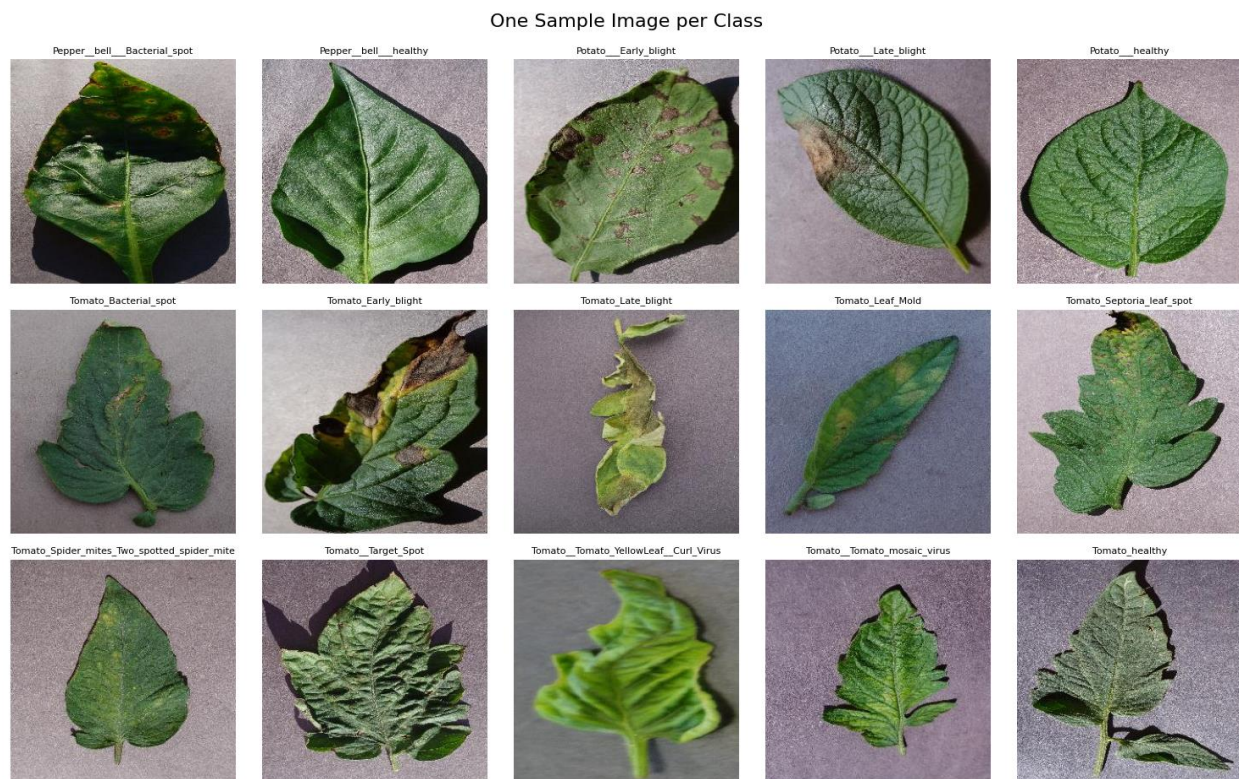 One Sample Image per Class
Pepper__bell___Bacterial_spot
Pepper__bell___healthy
Potato___Early_blight
Potato___Late_blight
Potato___healthy
Tomato_Bacterial_spot
Tomato_Early_blight
Tomato_Late_blight
Tomato_Leaf_Mold
Tomato_Septoria_leaf_spot
Tomato_Spider_mites_Two_spotted_spider_mite
Tomato__Target_Spot
Tomato__Tomato_YellowLeaf__Curl_Virus
Tomato__Tomato_mosaic_virus
Tomato_healthy